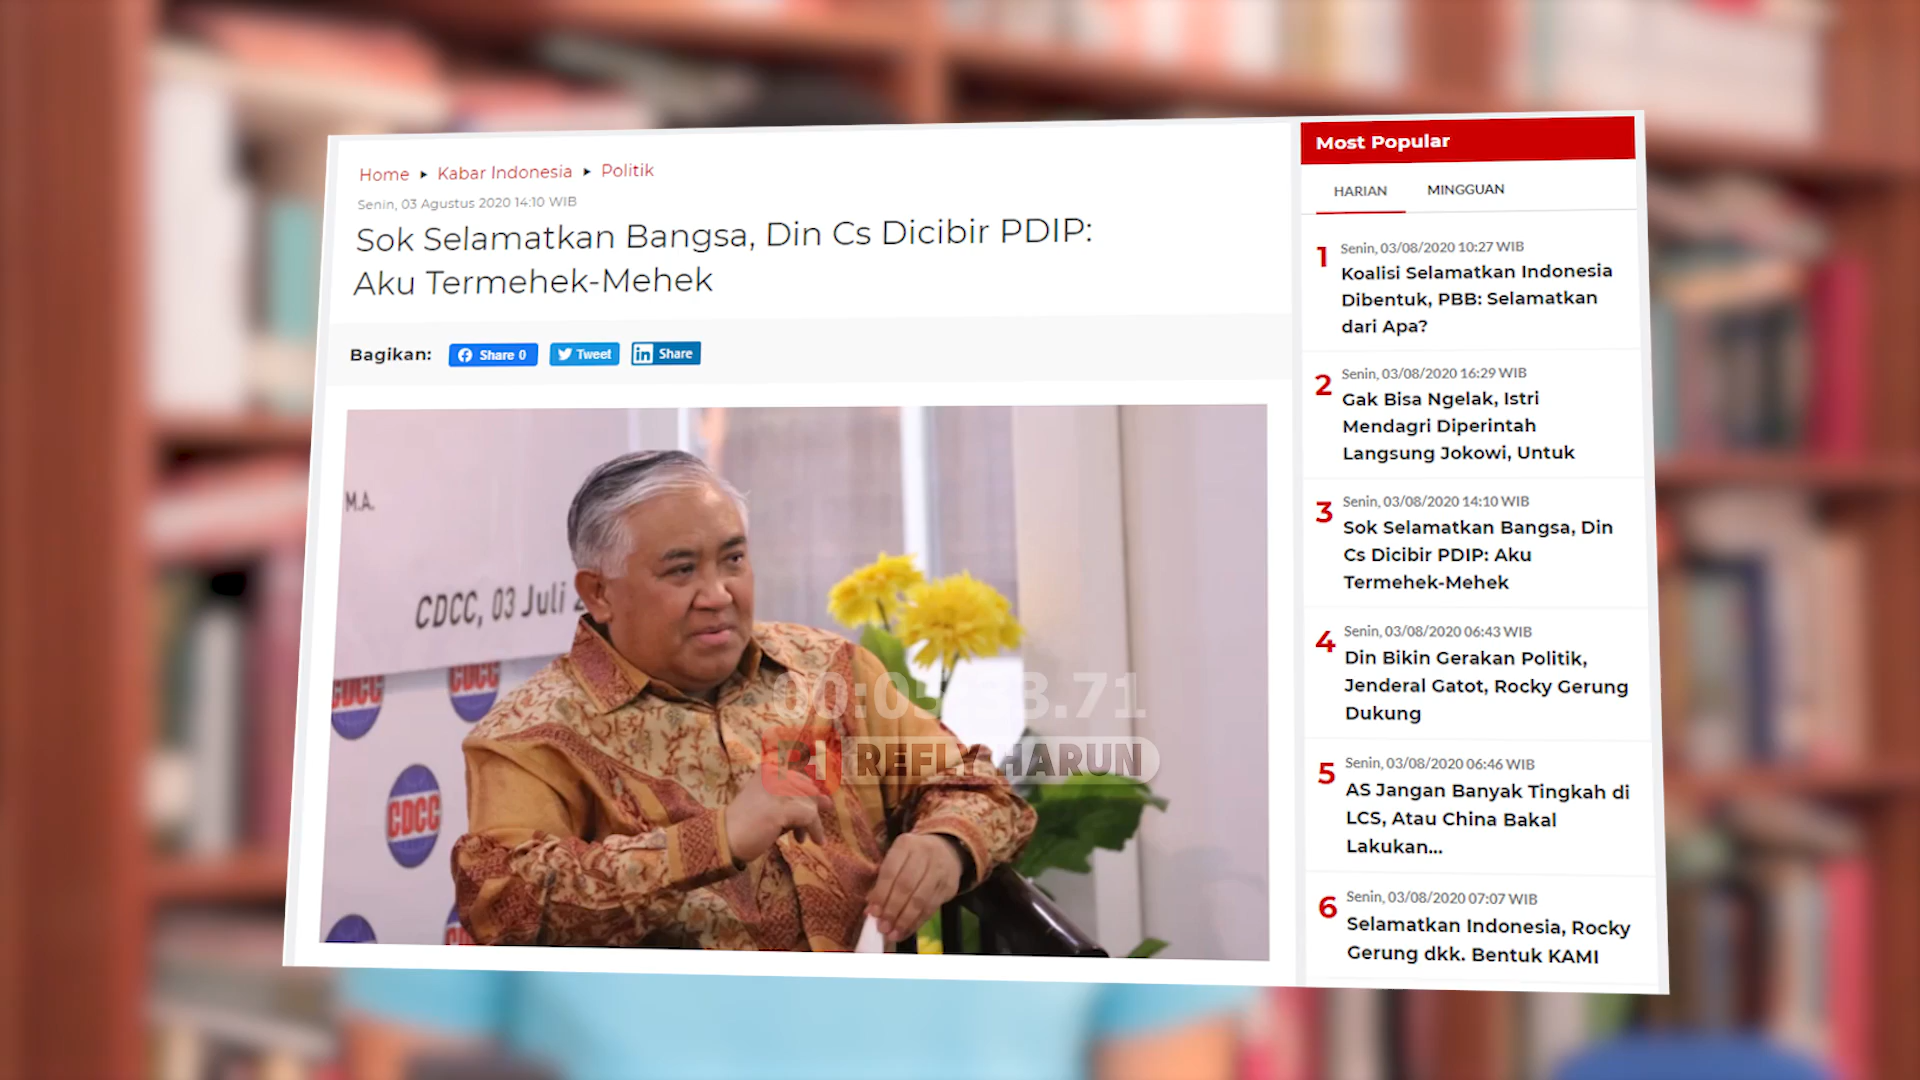 Home ▸ Kabar Indonesia ▸ Politik
Senin, 03 Agustus 2020 14:10 WIB
Sok Selamatkan Bangsa, Din Cs Dicibir PDIP:
Aku Termehek-Mehek
Bagikan:
Share 0
Tweet
in Share
M.A.
CDCC, 03 Juli
CDCC
CDCC
CDCC
REFLY HARUN
Most Popular
HARIAN MINGGUAN
1 Senin, 03/08/2020 10:27 WIB
Koalisi Selamatkan Indonesia
Dibentuk, PBB: Selamatkan
dari Apa?
2 Senin, 03/08/2020 16:29 WIB
Gak Bisa Ngelak, Istri
Mendagri Diperintah
Langsung Jokowi, Untuk
3 Senin, 03/08/2020 14:10 WIB
Sok Selamatkan Bangsa, Din
Cs Dicibir PDIP: Aku
Termehek-Mehek
4 Senin, 03/08/2020 06:43 WIB
Din Bikin Gerakan Politik,
Jenderal Gatot, Rocky Gerung
Dukung
5 Senin, 03/08/2020 06:46 WIB
AS Jangan Banyak Tingkah di
LCS, Atau China Bakal
Lakukan...
6 Senin, 03/08/2020 07:07 WIB
Selamatkan Indonesia, Rocky
Gerung dkk. Bentuk KAMI